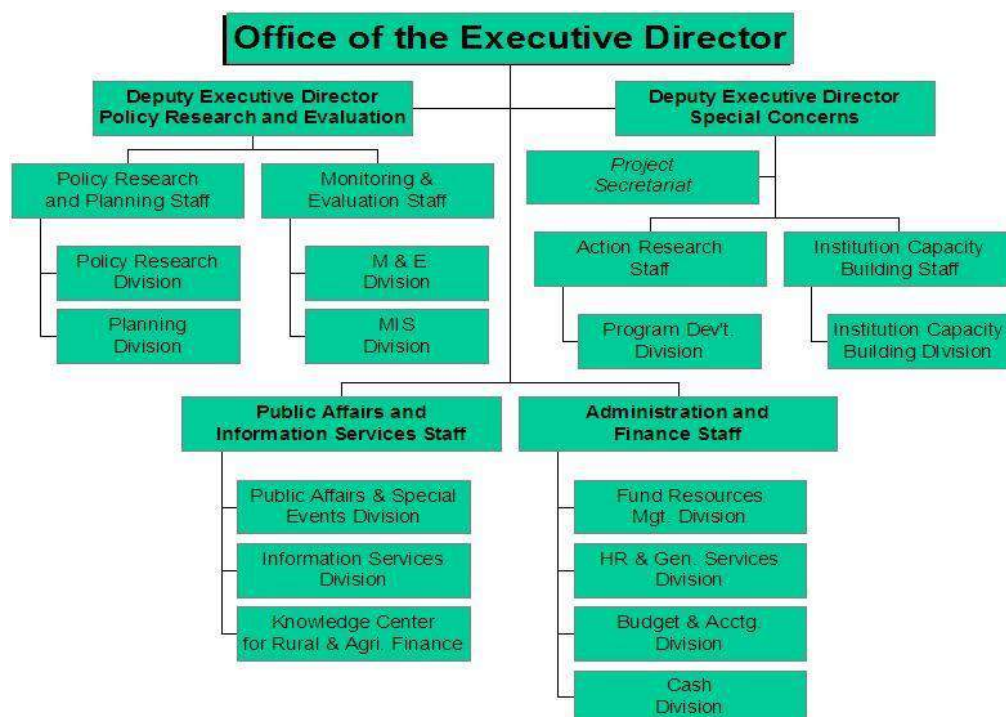 Office of the Executive Director
Deputy Executive Director
Policy Research and Evaluation
Deputy Executive Director
Special Concerns
Policy Research
and Planning Staff
Monitoring &
Evaluation Staff
Project
Secretariat
Policy Research
Division
Planning
Division
M & E
Division
MIS
Division
Action Research
Staff
Institution Capacity
Building Staff
Program Dev't.
Division
Institution Capacity
Building Division
Public Affairs and
Information Services Staff
Administration and
Finance Staff
Public Affairs & Special
Events Division
Information Services
Division
Knowledge Center
for Rural & Agri. Finance
Fund Resources
Mgt. Division
HR & Gen. Services
Division
Budget & Acctg.
Division
Cash
Division